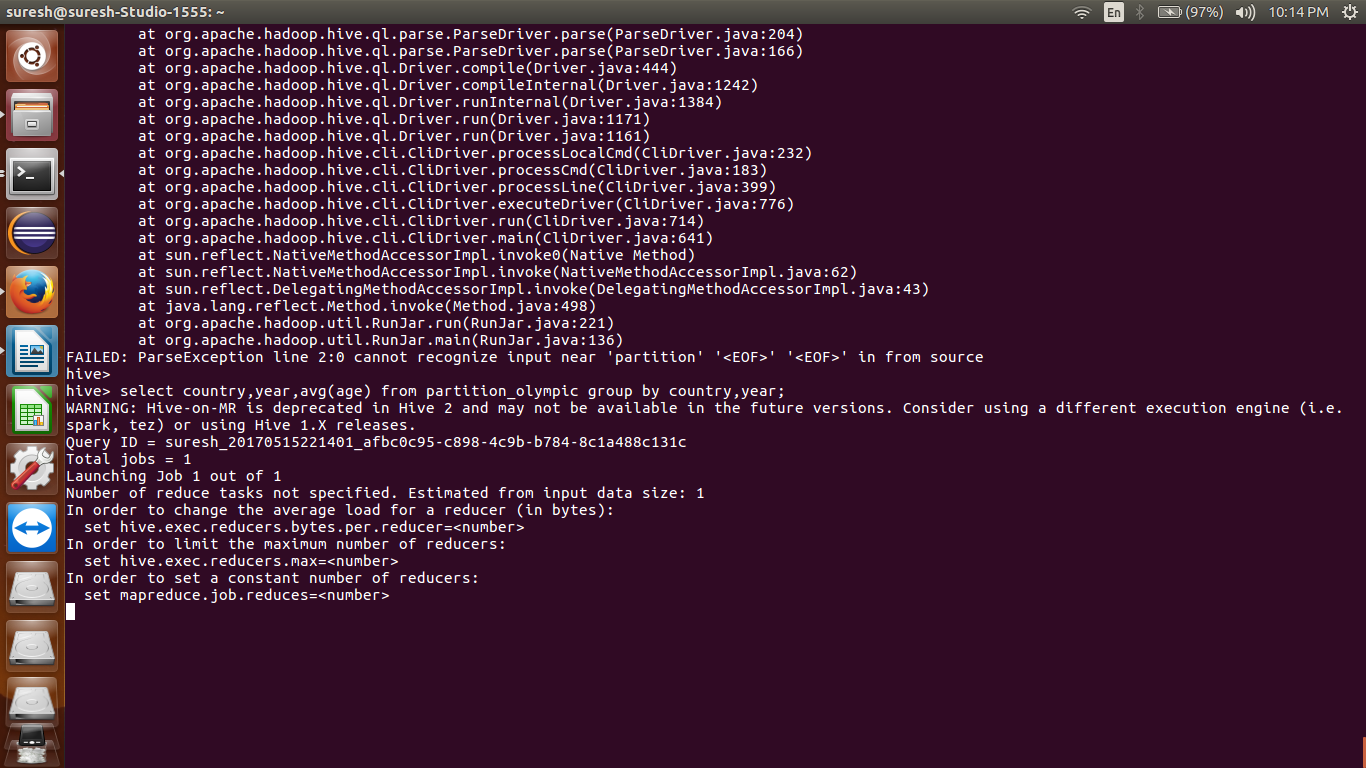 suresh@suresh-Studio-1555: ~
En
(97%)
10:14 PM
at org.apache.hadoop.hive.ql.parse.ParseDriver.parse(ParseDriver.java:204)
at org.apache.hadoop.hive.ql.parse.ParseDriver.parse(ParseDriver.java:166)
at org.apache.hadoop.hive.ql.Driver.compile(Driver.java:444)
at org.apache.hadoop.hive.ql.Driver.compileInternal(Driver.java:1242)
at org.apache.hadoop.hive.ql.Driver.runInternal(Driver.java:1384)
at org.apache.hadoop.hive.ql.Driver.run(Driver.java:1171)
at org.apache.hadoop.hive.ql.Driver.run(Driver.java:1161)
at org.apache.hadoop.hive.cli.CliDriver.processLocalCmd(CliDriver.java:232)
at org.apache.hadoop.hive.cli.CliDriver.processCmd(CliDriver.java:183)
at org.apache.hadoop.hive.cli.CliDriver.processLine(CliDriver.java:399)
at org.apache.hadoop.hive.cli.CliDriver.executeDriver(CliDriver.java:776)
at org.apache.hadoop.hive.cli.CliDriver.run(CliDriver.java:714)
at org.apache.hadoop.hive.cli.CliDriver.main(CliDriver.java:641)
at sun.reflect.NativeMethodAccessorImpl.invoke0(Native Method)
at sun.reflect.NativeMethodAccessorImpl.invoke(NativeMethodAccessorImpl.java:62)
at sun.reflect.DelegatingMethodAccessorImpl.invoke(DelegatingMethodAccessorImpl.java:43)
at java.lang.reflect.Method.invoke(Method.java:498)
at org.apache.hadoop.util.RunJar.run(RunJar.java:221)
at org.apache.hadoop.util.RunJar.main(RunJar.java:136)
FAILED: ParseException line 2:0 cannot recognize input near 'partition' '<EOF>' '<EOF>' in from source
hive>
hive> select country,year,avg(age) from partition_olympic group by country,year;
WARNING: Hive-on-MR is deprecated in Hive 2 and may not be available in the future versions. Consider using a different execution engine (i.e.
spark, tez) or using Hive 1.X releases.
Query ID = suresh_20170515221401_afbc0c95-c898-4c9b-b784-8c1a488c131c
Total jobs = 1
Launching Job 1 out of 1
Number of reduce tasks not specified. Estimated from input data size: 1
In order to change the average load for a reducer (in bytes):
set hive.exec.reducers.bytes.per.reducer=<number>
In order to limit the maximum number of reducers:
set hive.exec.reducers.max=<number>
In order to set a constant number of reducers:
set mapreduce.job.reduces=<number>